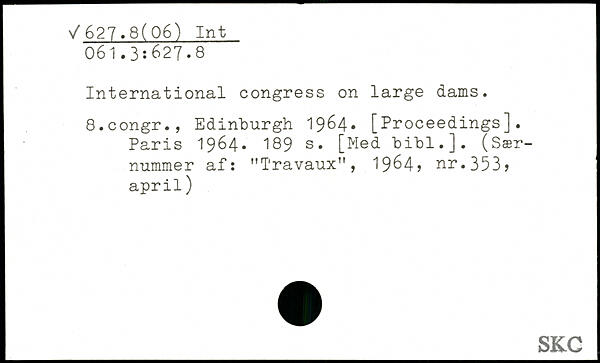 √ 627.8(06) Int
061.3:627.8
International congress on large dams.
8.congr., Edinburgh 1964. [Proceedings].
Paris 1964. 189 s. [Med bibl.]. (Sær-
nummer af: "Travaux", 1964, nr.353,
april)
SKC